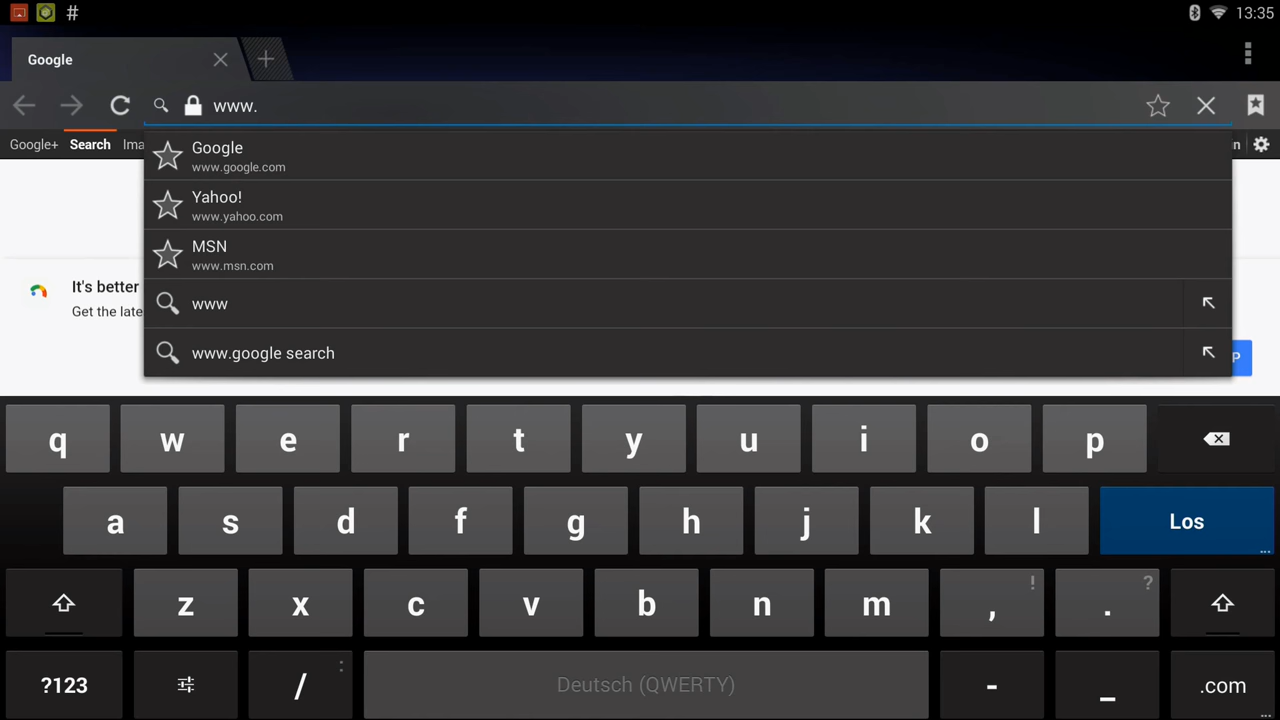 # 13:35
Google
www.
Google+ Search Ima n
Google
www.google.com
Yahoo!
www.yahoo.com
MSN
www.msn.com
It's better
Get the late
www
www.google search
P
q w e r t y u i o p
a s d f g h j k l Los ...
z x c v b n m , ! . ?
?123 / : Deutsch (QWERTY) - _ .com ...